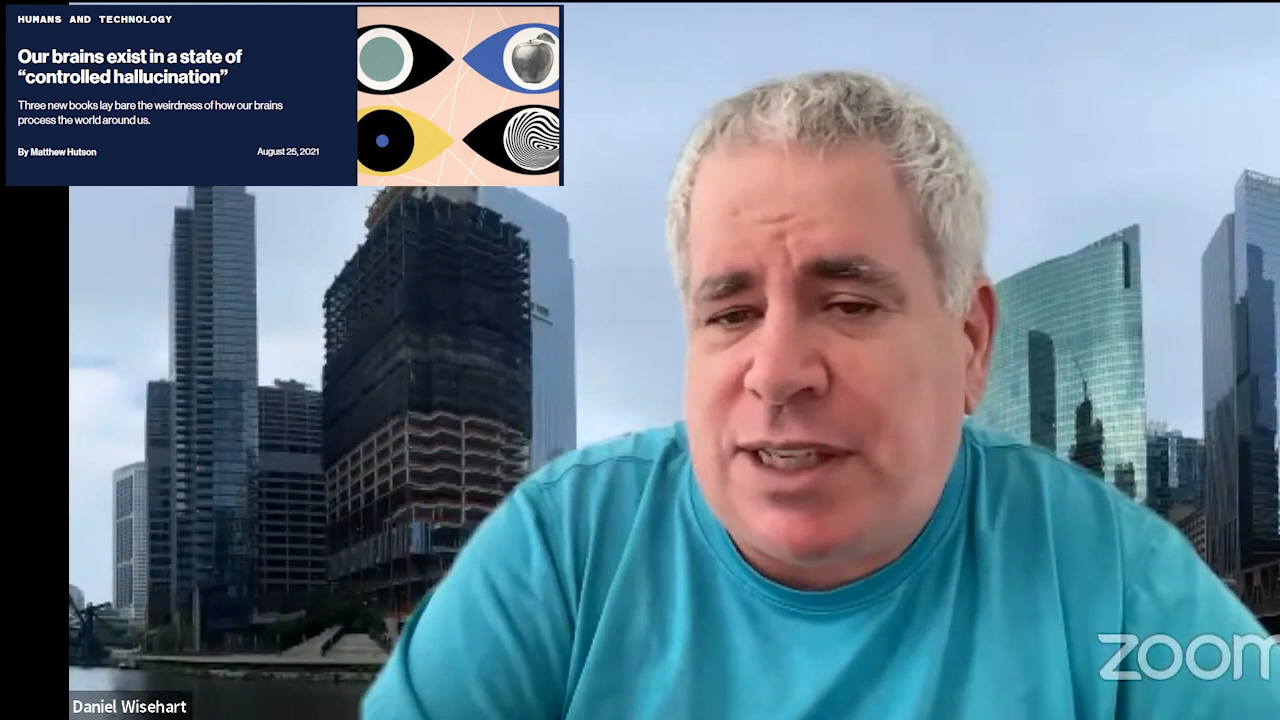 HUMANS AND TECHNOLOGY
Our brains exist in a state of
“controlled hallucination”
Three new books lay bare the weirdness of how our brains
process the world around us.
By Matthew Hutson
August 25, 2021
Daniel Wisehart
zoom